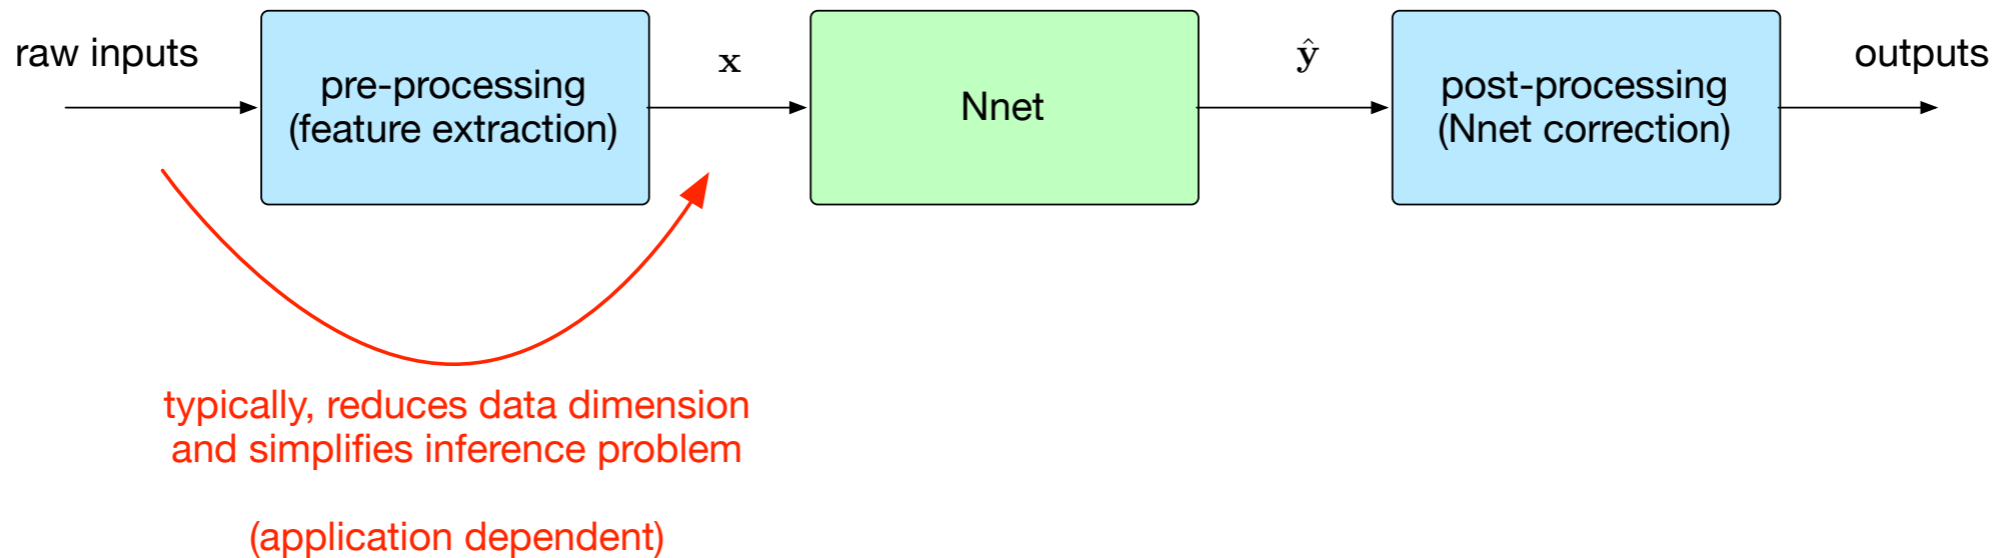 raw inputs
pre-processing
(feature extraction)
x
Nnet
ŷ
post-processing
(Nnet correction)
outputs
typically, reduces data dimension
and simplifies inference problem
(application dependent)